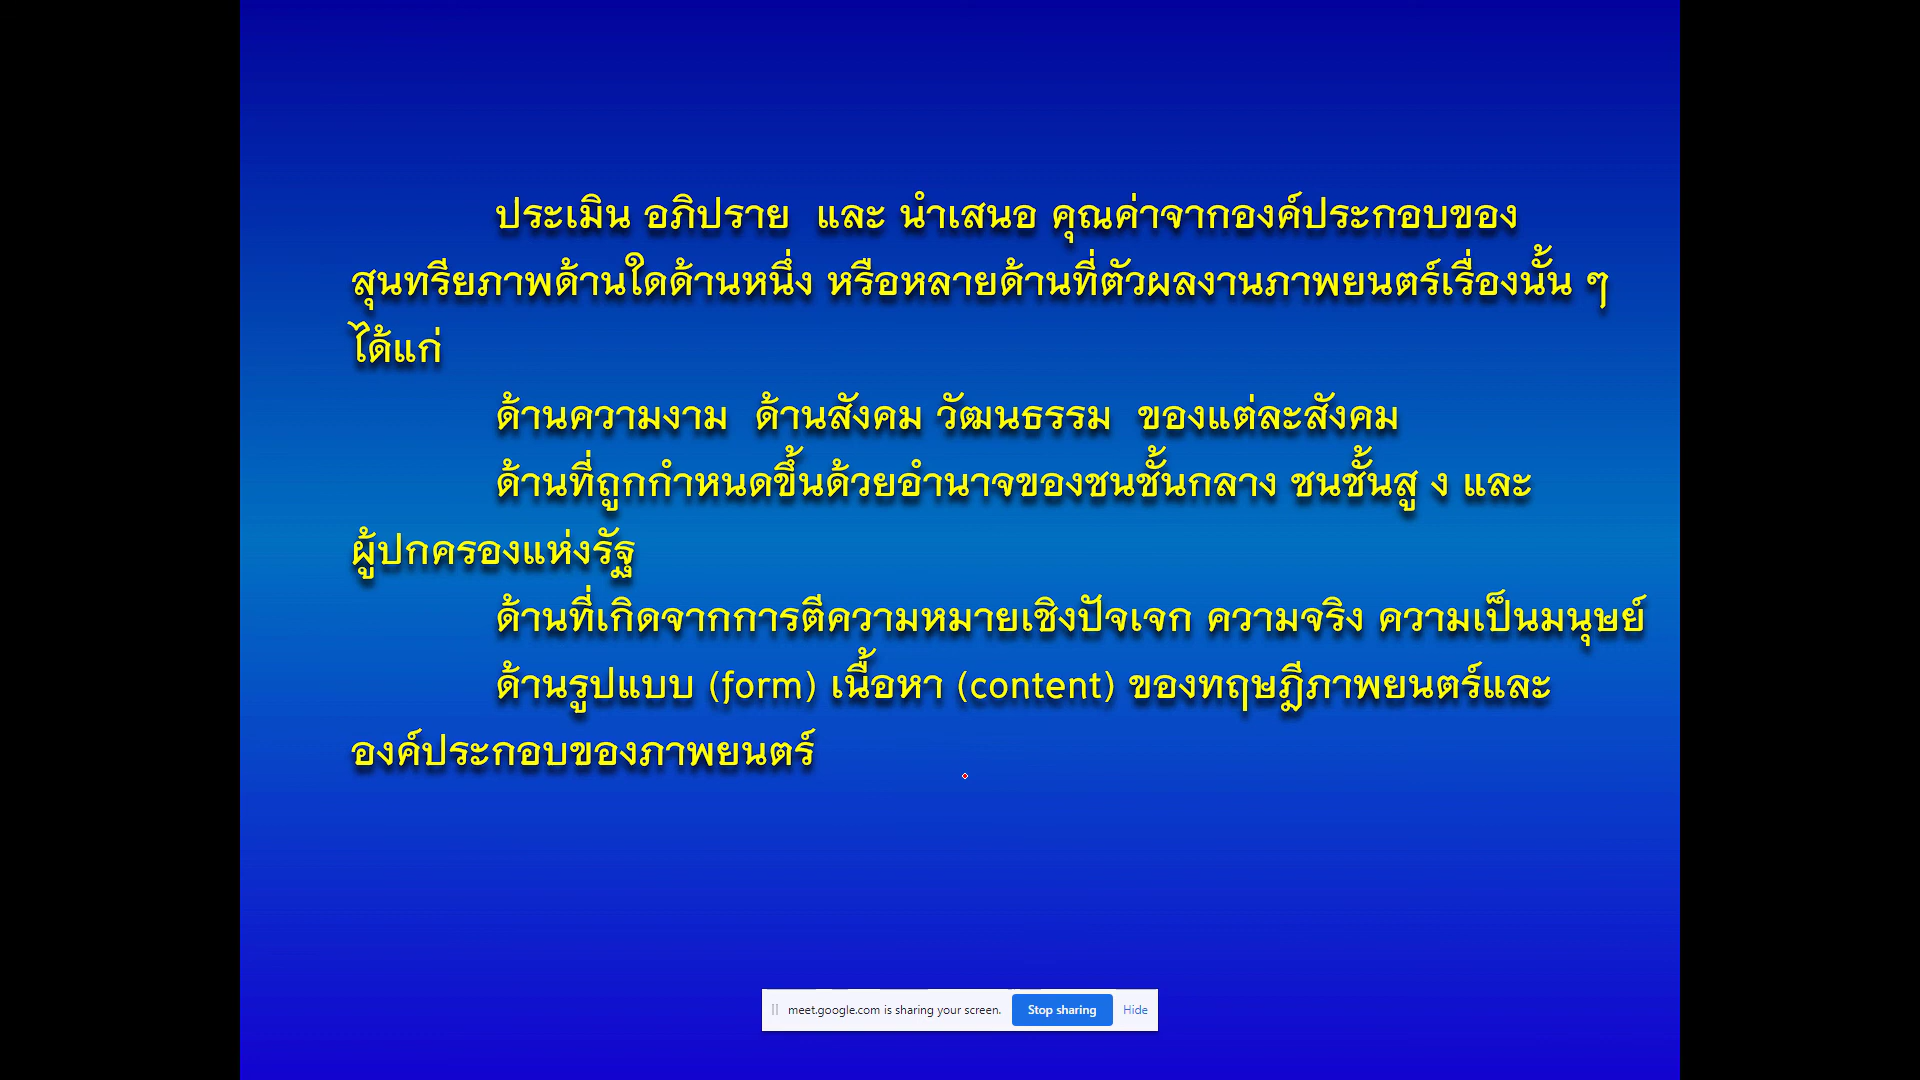 ประเมิน อภิปราย  และ นำเสนอ คุณค่าจากองค์ประกอบของ
สุนทรียภาพด้านใดด้านหนึ่ง หรือหลายด้านที่ตัวผลงานภาพยนตร์เรื่องนั้น ๆ
ได้แก่
ด้านความงาม  ด้านสังคม วัฒนธรรม  ของแต่ละสังคม
ด้านที่ถูกกำหนดขึ้นด้วยอำนาจของชนชั้นกลาง ชนชั้นสู ง และ
ผู้ปกครองแห่งรัฐ
ด้านที่เกิดจากการตีความหมายเชิงปัจเจก ความจริง ความเป็นมนุษย์
ด้านรูปแบบ (form) เนื้อหา (content) ของทฤษฎีภาพยนตร์และ
องค์ประกอบของภาพยนตร์
meet.google.com is sharing your screen. Stop sharing Hide